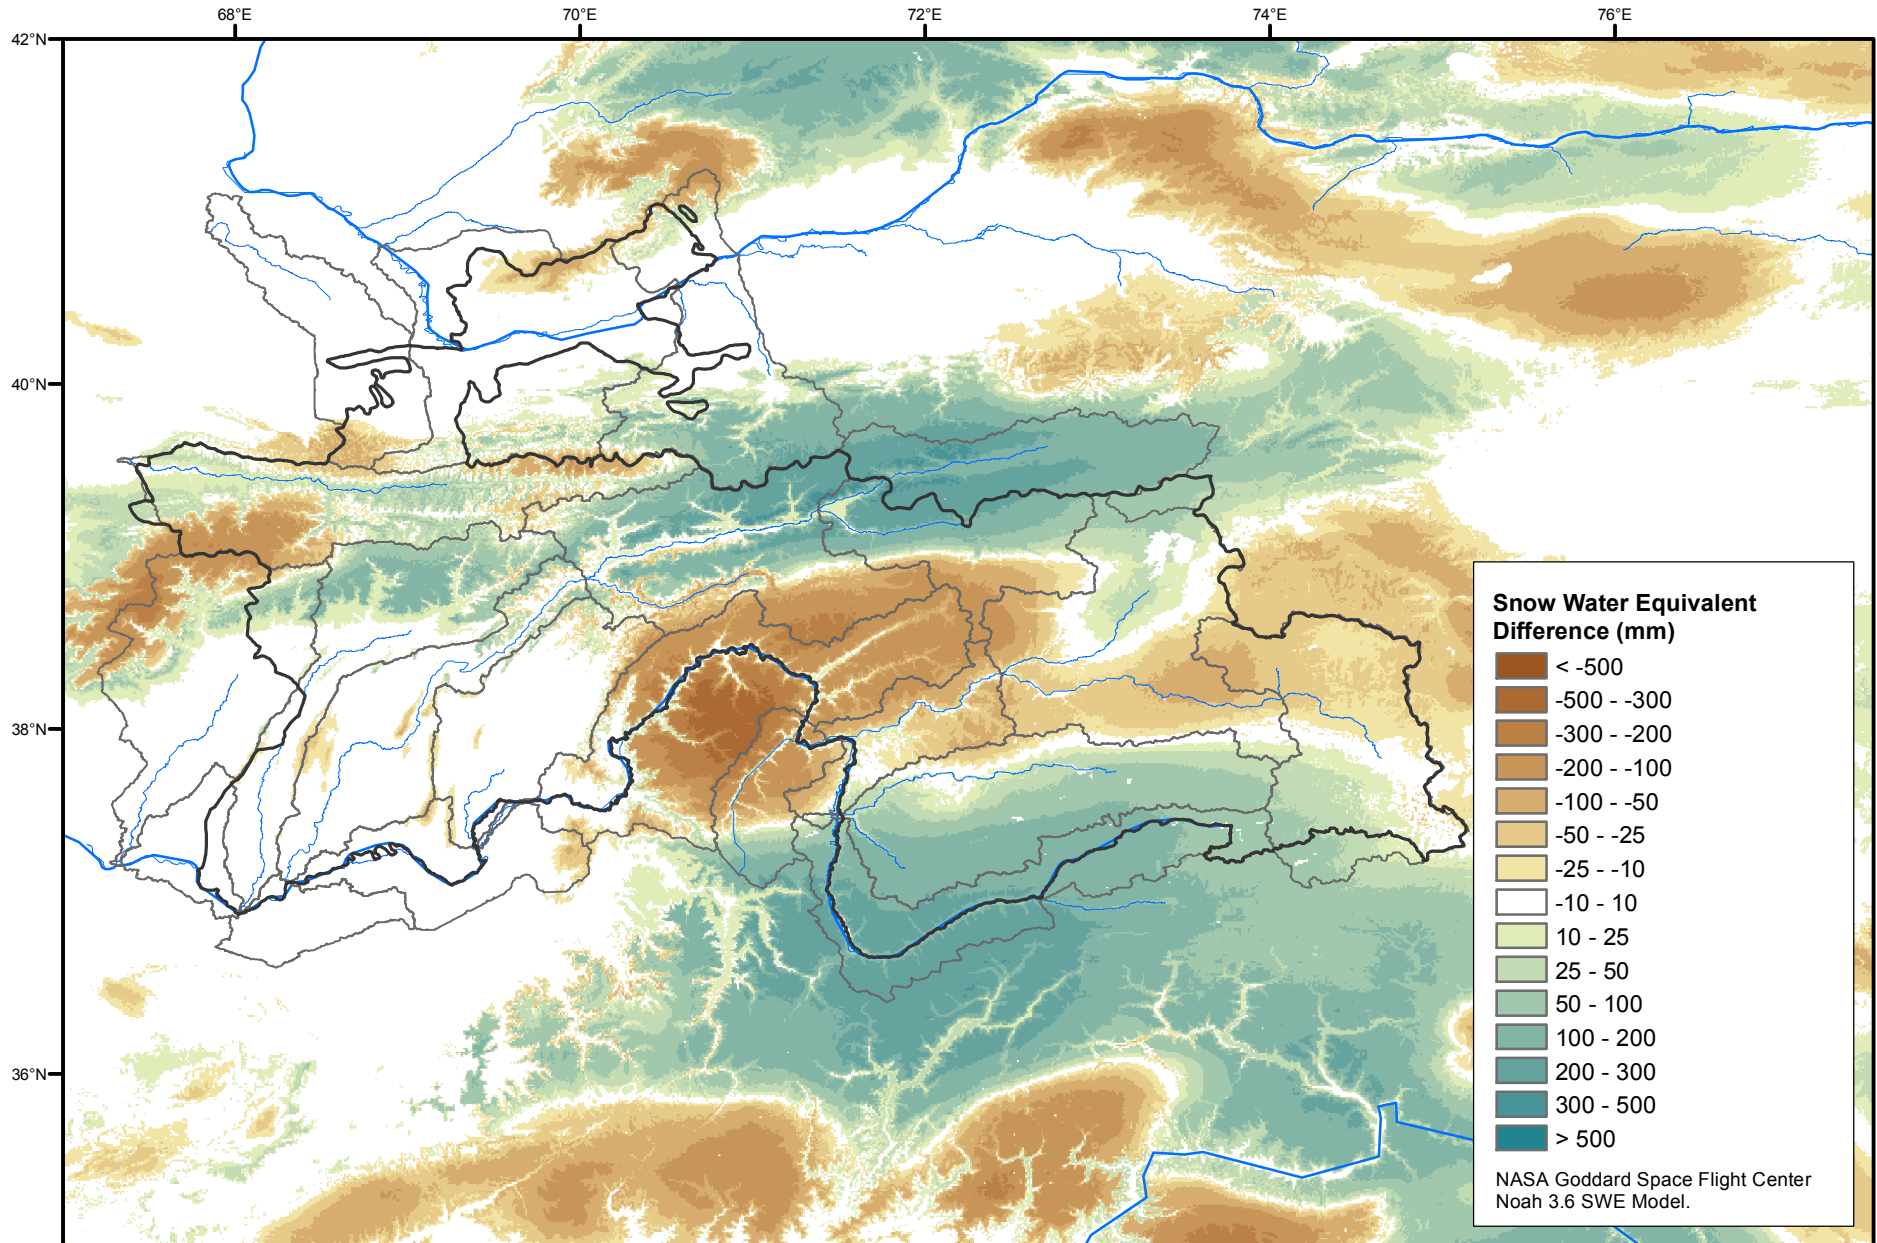 68°E 70°E 72°E 74°E 76°E
42°N
40°N
38°N
36°N
Snow Water Equivalent
Difference (mm)
< -500
-500 - -300
-300 - -200
-200 - -100
-100 - -50
-50 - -25
-25 - -10
-10 - 10
10 - 25
25 - 50
50 - 100
100 - 200
200 - 300
300 - 500
> 500
NASA Goddard Space Flight Center
Noah 3.6 SWE Model.